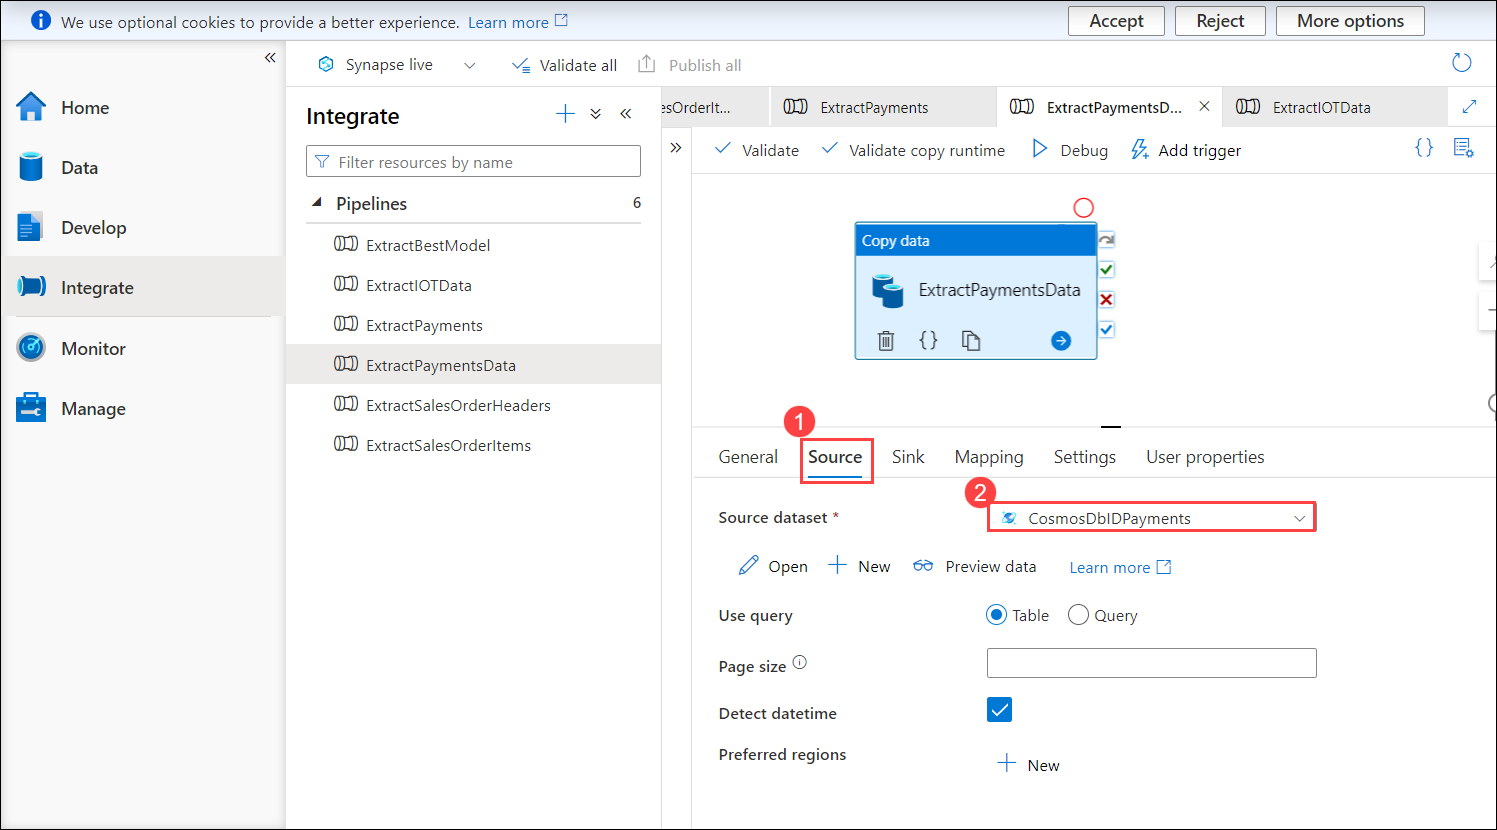 We use optional cookies to provide a better experience. Learn more
Accept
Reject
More options
Home
Data
Develop
Integrate
Monitor
Manage
Synapse live
Validate all
Publish all
Integrate
Filter resources by name
Pipelines 6
ExtractBestModel
ExtractIOTData
ExtractPayments
ExtractPaymentsData
ExtractSalesOrderHeaders
ExtractSalesOrderItems
esOrderIt...
ExtractPayments
ExtractPaymentsD...
ExtractIOTData
Validate
Validate copy runtime
Debug
Add trigger
Copy data
ExtractPaymentsData
1
General
Source
Sink
Mapping
Settings
User properties
2
Source dataset *
CosmosDbIDPayments
Open
New
Preview data
Learn more
Use query
Table
Query
Page size
Detect datetime
Preferred regions
New